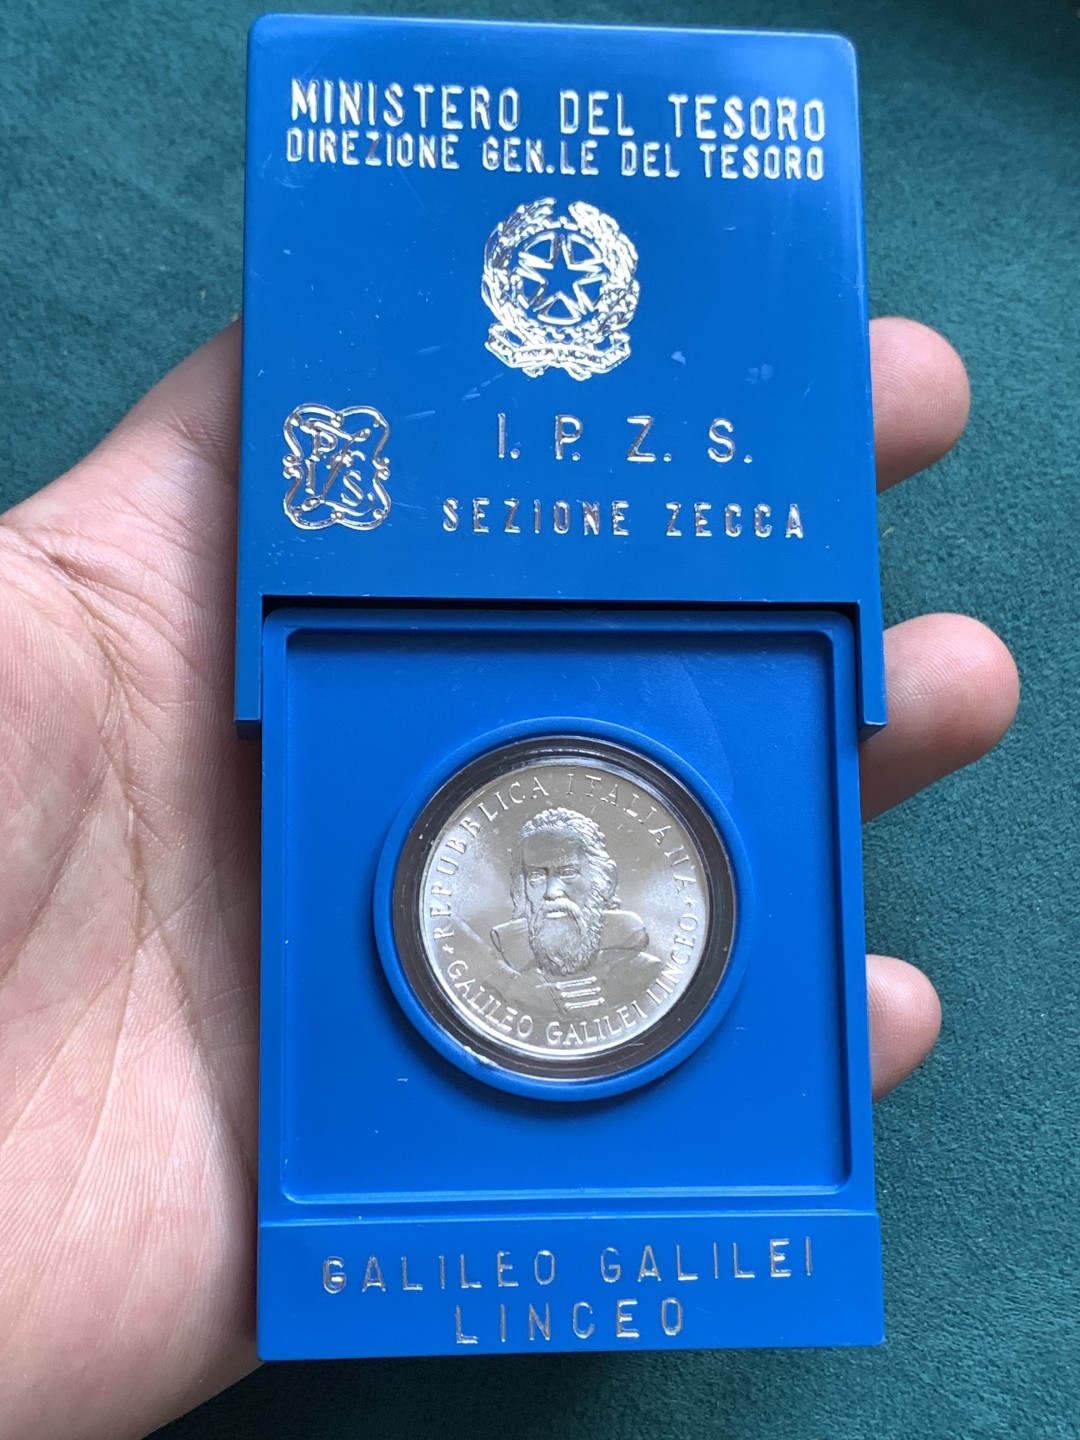 MINISTERO DEL TESORO
DIREZIONE GEN.LE DEL TESORO
I. P. Z. S.
SEZIONE ZECCA
REPUBBLICA ITALIANA
GALILEO GALILEI LINCEO
GALILEO GALILEI
LINCEO